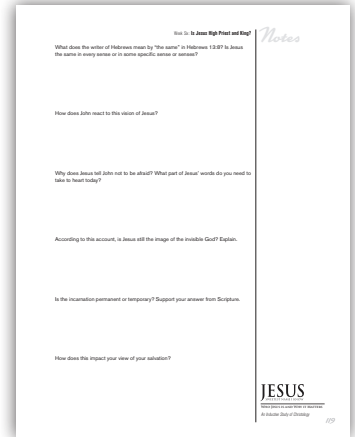 Week Six: Is Jesus High Priest and King?
Notes
What does the writer of Hebrews mean by “the same” in Hebrews 13:8? Is Jesus
the same in every sense or in some specific sense or senses?
How does John react to this vision of Jesus?
Why does Jesus tell John not to be afraid? What part of Jesus’ words do you need to
take to heart today?
According to this account, is Jesus still the image of the invisible God? Explain.
Is the incarnation permanent or temporary? Support your answer from Scripture.
How does this impact your view of your salvation?
JESUS
An Inductive Study of Christology
119